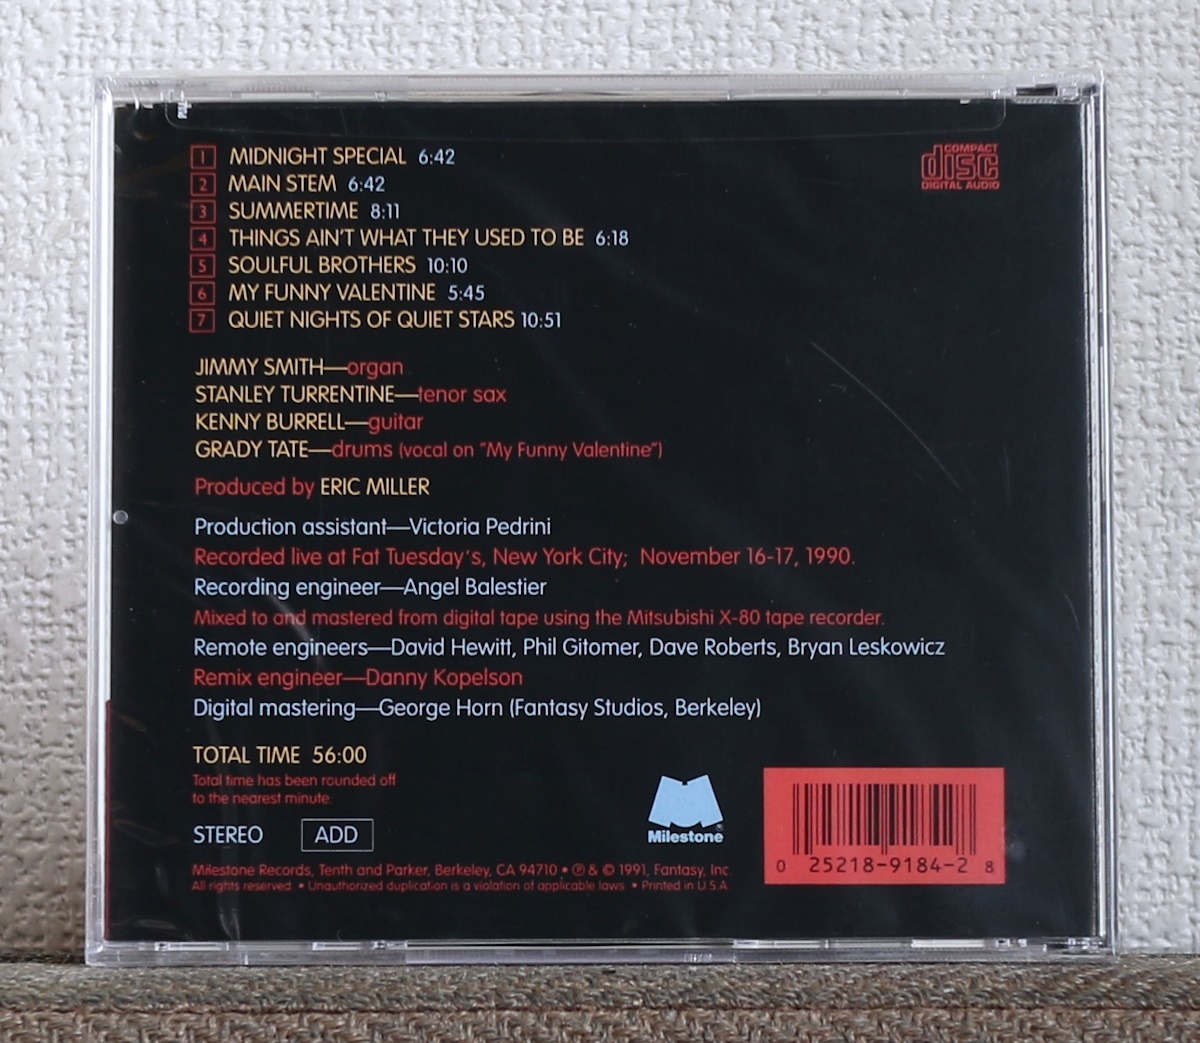 1 MIDNIGHT SPECIAL 6:42
COMPACT
disc
DIGITAL AUDIO
2 MAIN STEM 6:42
3 SUMMERTIME 8:11
4 THINGS AIN'T WHAT THEY USED TO BE 6:18
5 SOULFUL BROTHERS 10:10
6 MY FUNNY VALENTINE 5:45
7 QUIET NIGHTS OF QUIET STARS 10:51
JIMMY SMITH—organ
STANLEY TURRENTINE—tenor sax
KENNY BURRELL—guitar
GRADY TATE—drums (vocal on "My Funny Valentine")
Produced by ERIC MILLER
Production assistant—Victoria Pedrini
Recorded live at Fat Tuesday's, New York City; November 16-17, 1990.
Recording engineer—Angel Balestier
Mixed to and mastered from digital tape using the Mitsubishi X-80 tape recorder.
Remote engineers—David Hewitt, Phil Gitomer, Dave Roberts, Bryan Leskowicz
Remix engineer—Danny Kopelson
Digital mastering—George Horn (Fantasy Studios, Berkeley)
TOTAL TIME 56:00
Total time has been rounded off
to the nearest minute.
STEREO ADD
Milestone®
0 25218-9184-2 8
Milestone Records, Tenth and Parker, Berkeley, CA 94710 • ℗ & © 1991, Fantasy, Inc.
All rights reserved. • Unauthorized duplication is a violation of applicable laws. • Printed in U.S.A.